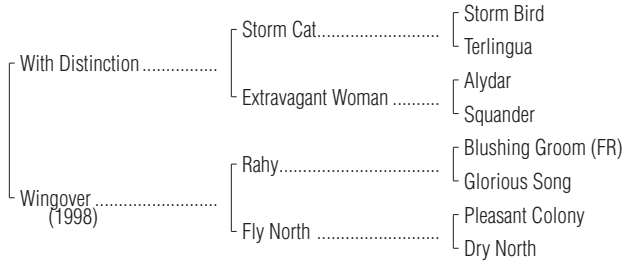 Storm Bird
Storm Cat..............................
Terlingua
With Distinction ..................
Alydar
Extravagant Woman ...........
Squander
Blushing Groom (FR)
Rahy.......................................
Glorious Song
Wingover .............................
(1998)
Pleasant Colony
Fly North .............................
Dry North